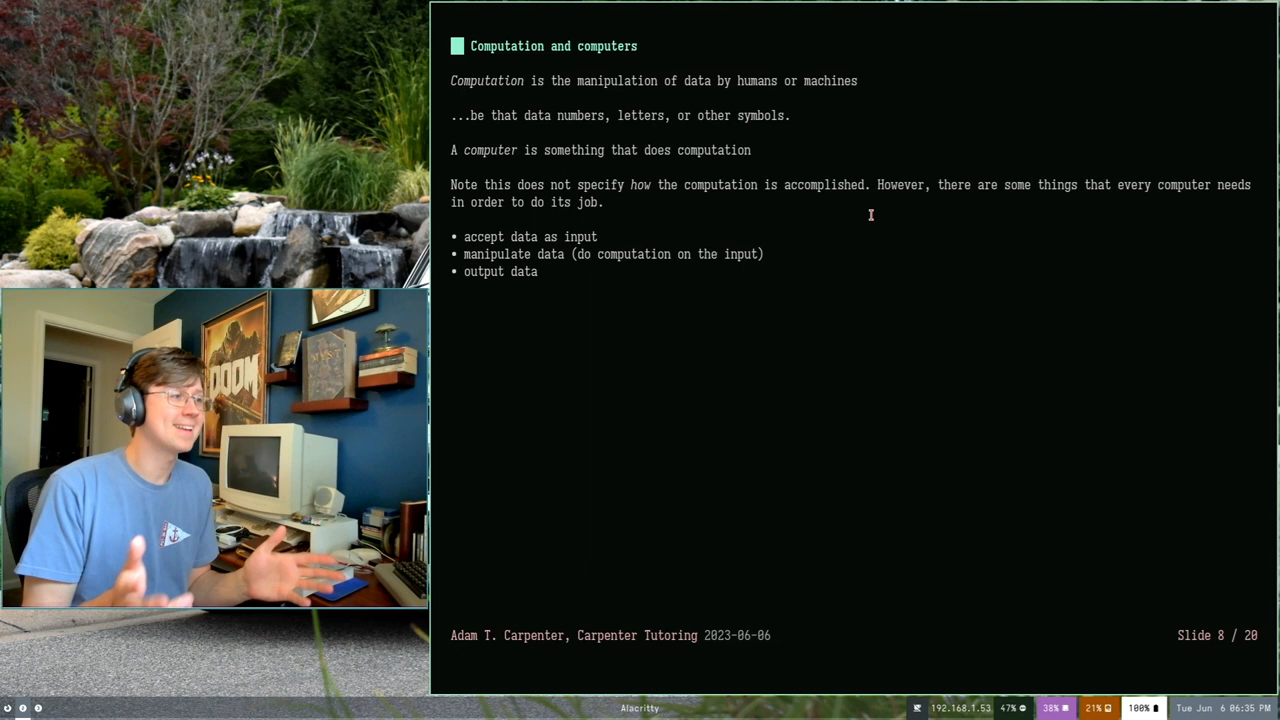 Computation and computers
Computation is the manipulation of data by humans or machines
...be that data numbers, letters, or other symbols.
A computer is something that does computation
Note this does not specify how the computation is accomplished. However, there are some things that every computer needs
in order to do its job.
• accept data as input
• manipulate data (do computation on the input)
• output data
DOOM
MYST
Adam T. Carpenter, Carpenter Tutoring 2023-06-06
Slide 8 / 20
Alacritty
192.168.1.53
47%
38%
21%
100%
Tue Jun 6 06:35 PM